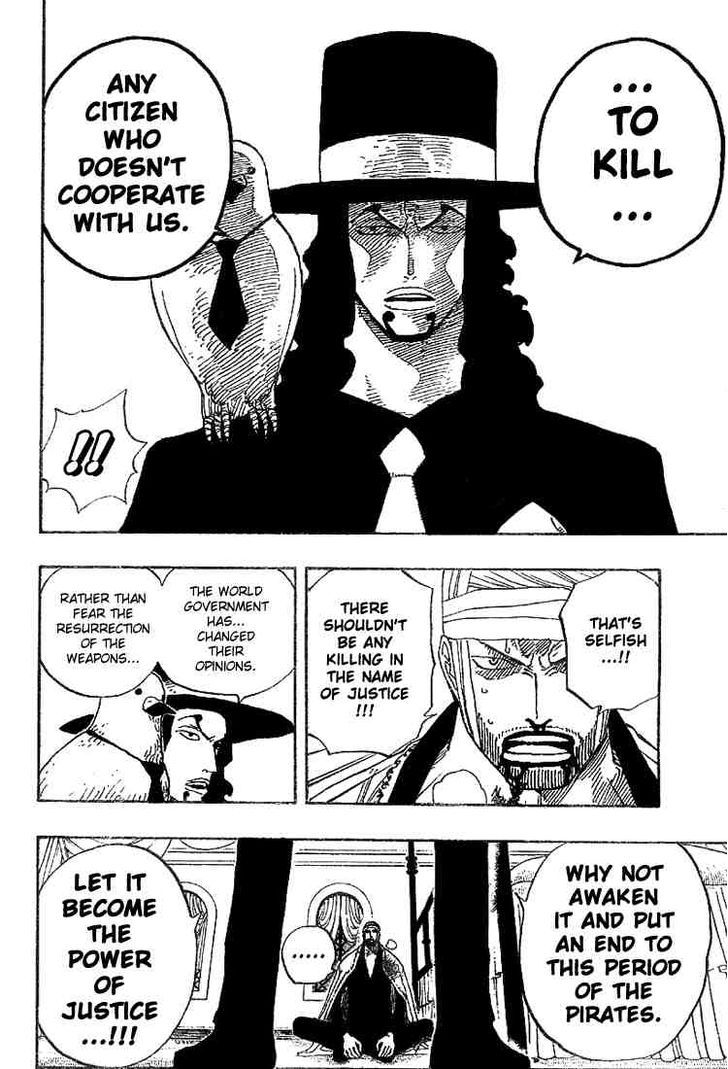 ...
TO
KILL
...
ANY
CITIZEN
WHO
DOESN'T
COOPERATE
WITH US.
!!
THAT'S
SELFISH
...!!
THERE
SHOULDN'T
BE ANY
KILLING IN
THE NAME
OF JUSTICE
!!!
THE WORLD
GOVERNMENT
HAS...
CHANGED
THEIR
OPINIONS.
RATHER THAN
FEAR THE
RESURRECTION
OF THE
WEAPONS...
WHY NOT
AWAKEN
IT AND PUT
AN END TO
THIS PERIOD
OF THE
PIRATES.
.....
LET IT
BECOME
THE
POWER
OF
JUSTICE
...!!!